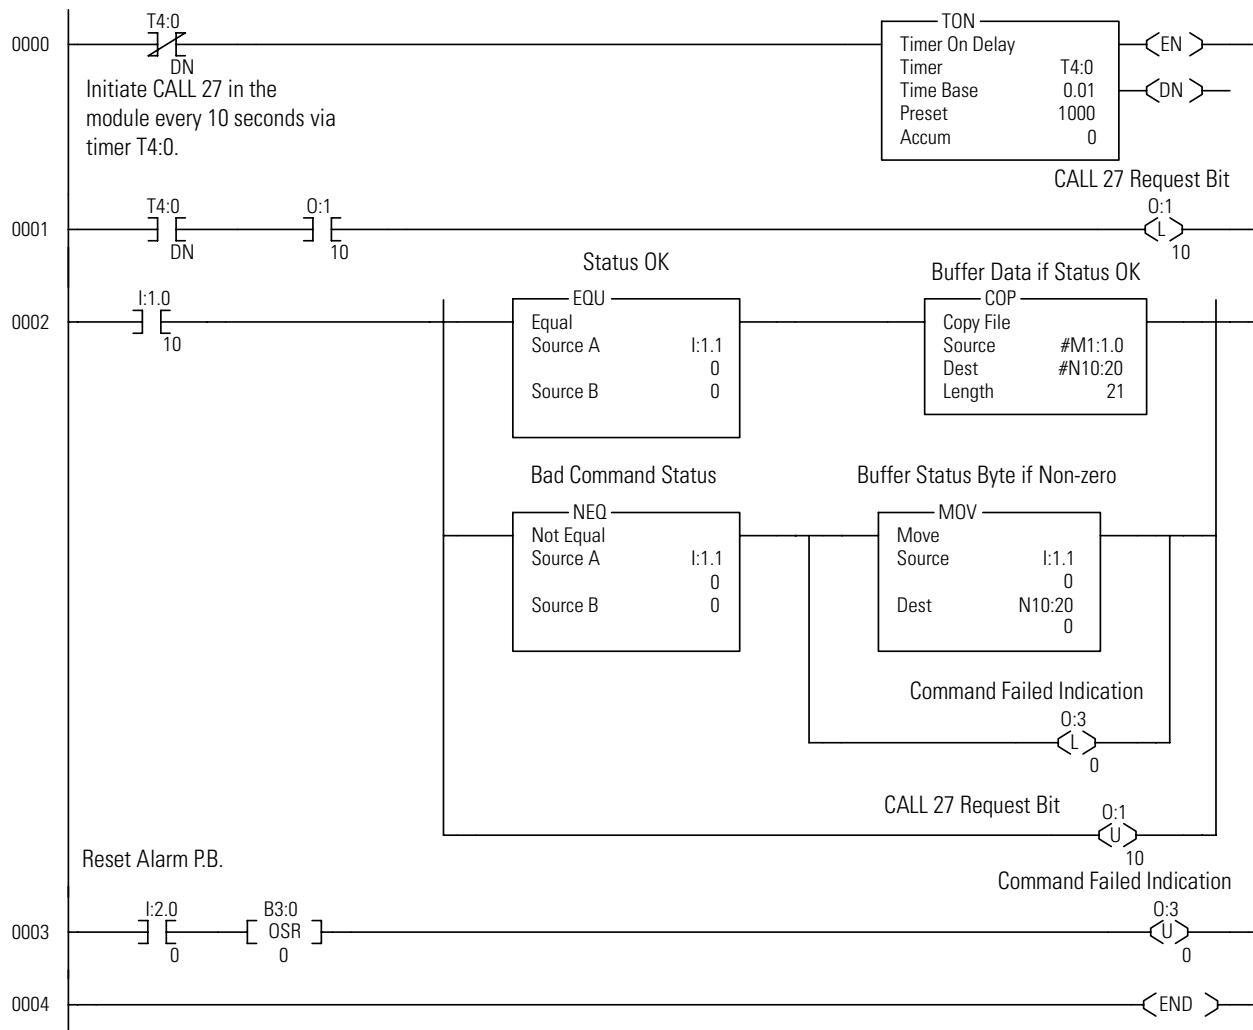 T4:0
TON
0000
Timer On Delay
EN
DN
Timer T4:0
Initiate CALL 27 in the
Time Base 0.01
DN
module every 10 seconds via
Preset 1000
timer T4:0.
Accum 0
CALL 27 Request Bit
T4:0 O:1 O:1
0001 L
DN 10 10
Status OK
Buffer Data if Status OK
I:1.0
EQU
COP
0002
Equal
Copy File
10
Source A I:1.1
Source #M1:1.0
0
Dest #N10:20
Source B 0
Length 21
Bad Command Status
Buffer Status Byte if Non-zero
NEQ
MOV
Not Equal
Move
Source A I:1.1
Source I:1.1
0
0
Source B 0
Dest N10:20
0
Command Failed Indication
O:3
L
0
CALL 27 Request Bit
O:1
U
10
Reset Alarm P.B.
Command Failed Indication
I:2.0 B3:0 O:3
0003 OSR U
0 0 0
0004 END